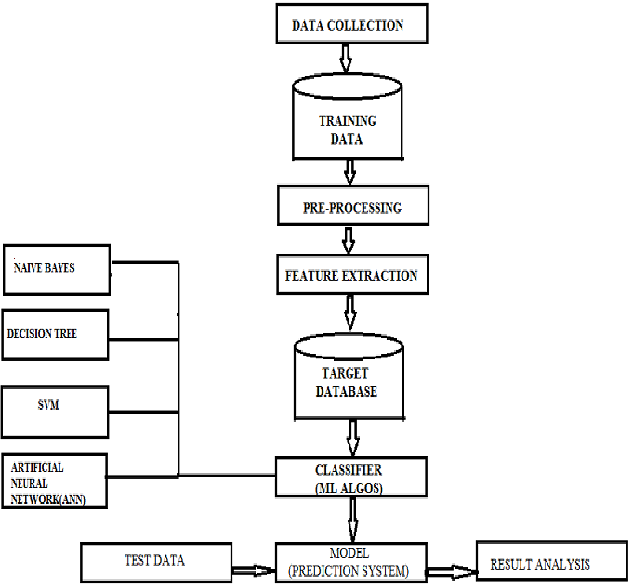 DATA COLLECTION
TRAINING
DATA
PRE-PROCESSING
FEATURE EXTRACTION
NAIVE BAYES
DECISION TREE
SVM
ARTIFICIAL
NEURAL
NETWORK(ANN)
TARGET
DATABASE
CLASSIFIER
(ML ALGOS)
TEST DATA
MODEL
(PREDICTION SYSTEM)
RESULT ANALYSIS